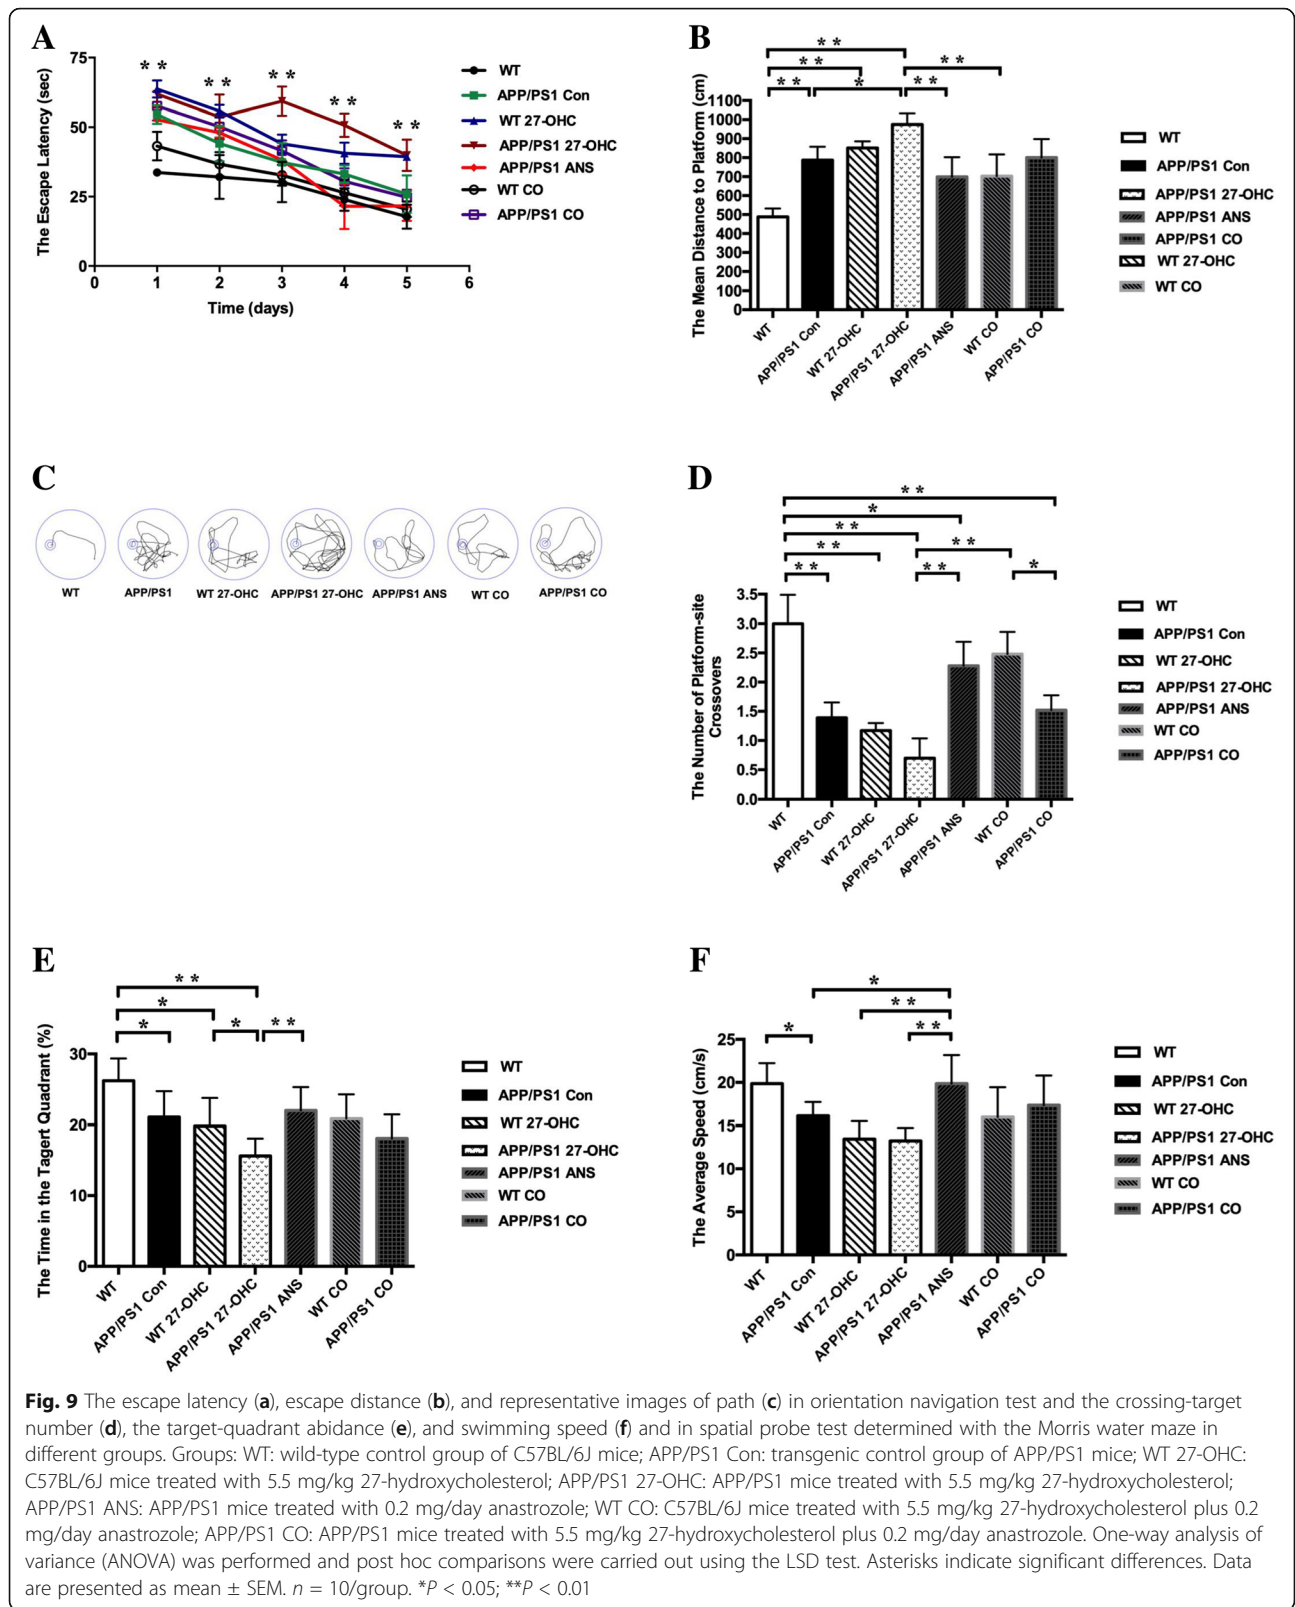 A
The Escape Latency (sec)
75
50
25
0
* *
* *
* *
* *
* *
0 1 2 3 4 5 6
Time (days)
WT
APP/PS1 Con
WT 27-OHC
APP/PS1 27-OHC
APP/PS1 ANS
WT CO
APP/PS1 CO
B
The Mean Distance to Platform (cm)
1100
1000
900
800
700
600
500
400
300
200
100
0
* *
* *
* *
* *
*
* *
WT
APP/PS1 Con
WT 27-OHC
APP/PS1 27-OHC
APP/PS1 ANS
WT CO
APP/PS1 CO
WT
APP/PS1 Con
APP/PS1 27-OHC
APP/PS1 ANS
APP/PS1 CO
WT 27-OHC
WT CO
C
WT
APP/PS1
WT 27-OHC
APP/PS1 27-OHC
APP/PS1 ANS
WT CO
APP/PS1 CO
D
The Number of Platform-site
Crossovers
3.5
3.0
2.5
2.0
1.5
1.0
0.5
0.0
* *
*
* *
* *
* *
* *
* *
*
WT
APP/PS1 Con
WT 27-OHC
APP/PS1 27-OHC
APP/PS1 ANS
WT CO
APP/PS1 CO
WT
APP/PS1 Con
WT 27-OHC
APP/PS1 27-OHC
APP/PS1 ANS
WT CO
APP/PS1 CO
E
The Time in the Tagert Quadrant (%)
30
20
10
0
* *
*
*
*
* *
WT
APP/PS1 Con
WT 27-OHC
APP/PS1 27-OHC
APP/PS1 ANS
WT CO
APP/PS1 CO
WT
APP/PS1 Con
WT 27-OHC
APP/PS1 27-OHC
APP/PS1 ANS
WT CO
APP/PS1 CO
F
The Average Speed (cm/s)
25
20
15
10
5
0
*
* *
*
* *
WT
APP/PS1 Con
WT 27-OHC
APP/PS1 27-OHC
APP/PS1 ANS
WT CO
APP/PS1 CO
WT
APP/PS1 Con
WT 27-OHC
APP/PS1 27-OHC
APP/PS1 ANS
WT CO
APP/PS1 CO
Fig. 9 The escape latency (a), escape distance (b), and representative images of path (c) in orientation navigation test and the crossing-target
number (d), the target-quadrant abidance (e), and swimming speed (f) and in spatial probe test determined with the Morris water maze in
different groups. Groups: WT: wild-type control group of C57BL/6J mice; APP/PS1 Con: transgenic control group of APP/PS1 mice; WT 27-OHC:
C57BL/6J mice treated with 5.5 mg/kg 27-hydroxycholesterol; APP/PS1 27-OHC: APP/PS1 mice treated with 5.5 mg/kg 27-hydroxycholesterol;
APP/PS1 ANS: APP/PS1 mice treated with 0.2 mg/day anastrozole; WT CO: C57BL/6J mice treated with 5.5 mg/kg 27-hydroxycholesterol plus 0.2
mg/day anastrozole; APP/PS1 CO: APP/PS1 mice treated with 5.5 mg/kg 27-hydroxycholesterol plus 0.2 mg/day anastrozole. One-way analysis of
variance (ANOVA) was performed and post hoc comparisons were carried out using the LSD test. Asterisks indicate significant differences. Data
are presented as mean ± SEM. n = 10/group. *P < 0.05; **P < 0.01